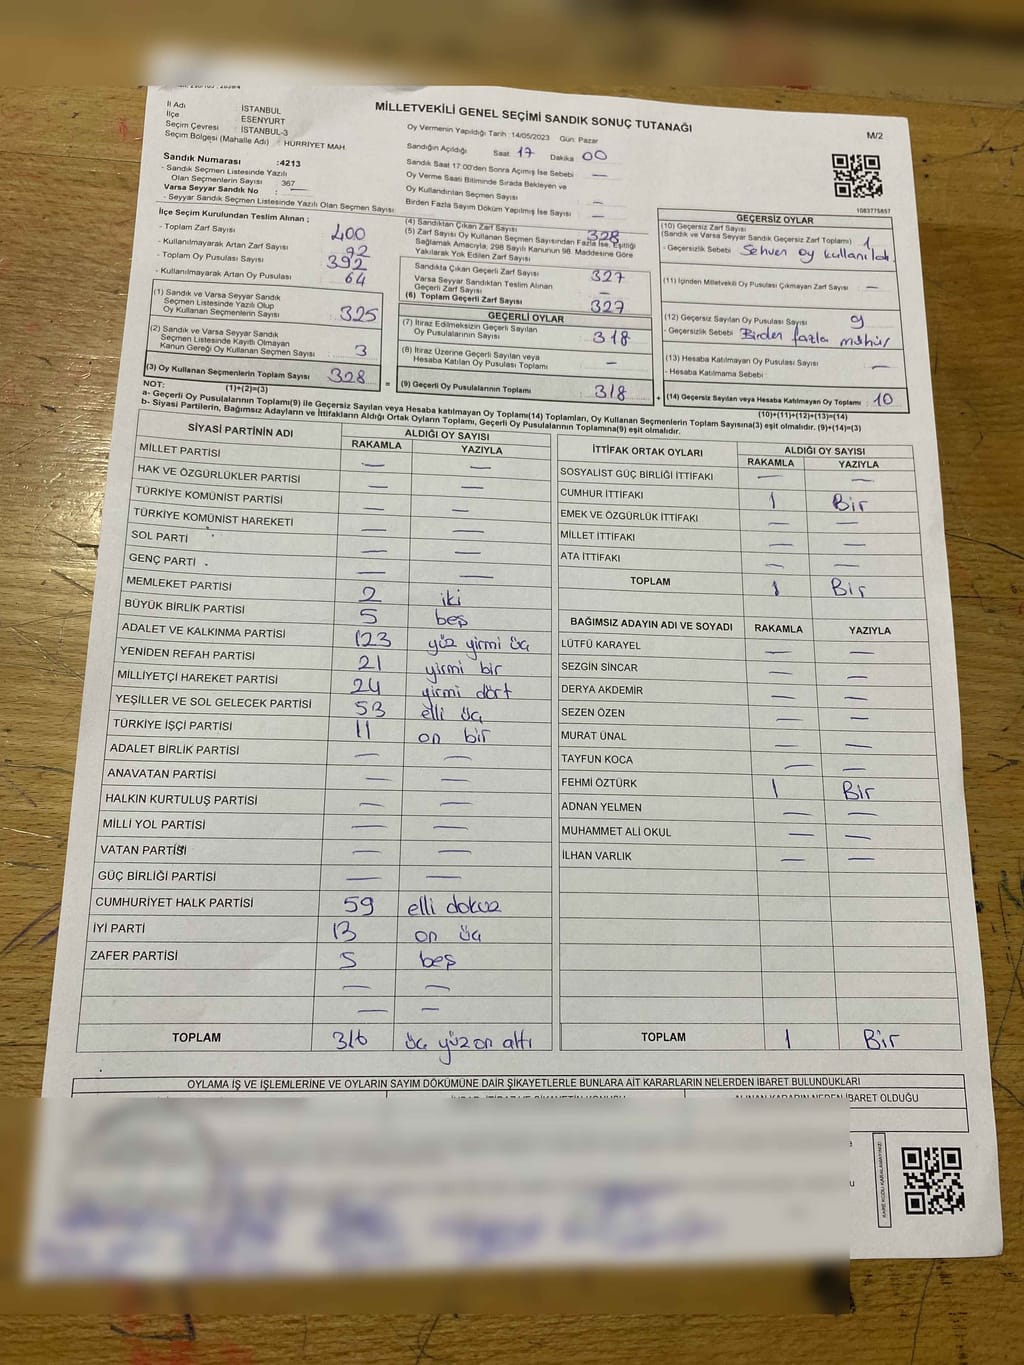 MİLLETVEKİLİ GENEL SEÇİMİ SANDIK SONUÇ TUTANAĞI
M/2
İl Adı İSTANBUL
İlçe ESENYURT
Seçim Çevresi : İSTANBUL-3
Seçim Bölgesi (Mahalle Adı) : HÜRRİYET MAH.
Sandık Numarası :4213
- Sandık Seçmen Listesinde Yazılı
Olan Seçmenlerin Sayısı 367
Varsa Seyyar Sandık No : —
- Seyyar Sandık Seçmen Listesinde Yazılı Olan Seçmen Sayısı
Oy Vermenin Yapıldığı Tarih :14/05/2023 Gün: Pazar
Sandığın Açıldığı Saat 17 Dakika 00
Sandık Saat 17:00'den Sonra Açımış İse Sebebi —
Oy Verme Saati Bitiminde Sırada Bekleyen ve
Oy Kullandırılan Seçmen Sayısı —
Birden Fazla Sayım Döküm Yapılmış İse Sayısı —
1083775857
İlçe Seçim Kurulundan Teslim Alınan ;
- Toplam Zarf Sayısı 400
- Kullanılmayarak Artan Zarf Sayısı 72
- Toplam Oy Pusulası Sayısı 392
- Kullanılmayarak Artan Oy Pusulası 64
(1) Sandık ve Varsa Seyyar Sandık
Seçmen Listesinde Yazılı Olup
Oy Kullanan Seçmenlerin Sayısı 325
(2) Sandık ve Varsa Seyyar Sandık
Seçmen Listesinde Kayıtlı Olmayan
Kanun Gereği Oy Kullanan Seçmen Sayısı 3
(3) Oy Kullanan Seçmenlerin Toplam Sayısı 328
(1)+(2)=(3)
(4) Sandıktan Çıkan Zarf Sayısı 328
(5) Zarf Sayısı Oy Kullanan Seçmen Sayısından Fazla İse, Eşitliği
Sağlamak Amacıyla, 298 Sayılı Kanunun 98. Maddesine Göre
Yakılarak Yok Edilen Zarf Sayısı
Sandıkta Çıkan Geçerli Zarf Sayısı 327
Varsa Seyyar Sandıktan Teslim Alınan
Geçerli Zarf Sayısı —
(6) Toplam Geçerli Zarf Sayısı 327
GEÇERLİ OYLAR
(7) İtiraz Edilmeksizin Geçerli Sayılan
Oy Pusulalarının Sayısı 318
(8) İtiraz Üzerine Geçerli Sayılan veya
Hesaba Katılan Oy Pusulası Toplamı —
= (9) Geçerli Oy Pusulalarının Toplamı 318
GEÇERSİZ OYLAR
(10) Geçersiz Zarf Sayısı
(Sandık ve Varsa Seyyar Sandık Geçersiz Zarf Toplamı) 1
- Geçersizlik Sebebi Sehven oy
(11) İçinden Milletvekili Oy Pusulası Çıkmayan Zarf Sayısı : —
(12) Geçersiz Sayılan Oy Pusulası Sayısı 9
- Geçersizlik Sebebi Birden fazla mühür
(13) Hesaba Katılmayan Oy Pusulası Sayısı —
- Hesaba Katılmama Sebebi
+ (14) Geçersiz Sayılan veya Hesaba Katılmayan Oy Toplamı : 10
(10)+(11)+(12)+(13)=(14)
NOT:
a- Geçerli Oy Pusulalarının Toplamı(9) ile Geçersiz Sayılan veya Hesaba katılmayan Oy Toplamı(14) Toplamları, Oy Kullanan Seçmenlerin Toplam Sayısına(3) eşit olmalıdır. (9)+(14)=(3)
b- Siyasi Partilerin, Bağımsız Adayların ve İttifakların Aldığı Ortak Oyların Toplamı, Geçerli Oy Pusulalarının Toplamına(9) eşit olmalıdır.
SİYASİ PARTİNİN ADI ALDIĞI OY SAYISI
RAKAMLA YAZIYLA
MİLLET PARTİSİ — —
HAK VE ÖZGÜRLÜKLER PARTİSİ — —
TÜRKİYE KOMÜNİST PARTİSİ — —
TÜRKİYE KOMÜNİST HAREKETİ — —
SOL PARTİ — —
GENÇ PARTİ — —
MEMLEKET PARTİSİ 2 iki
BÜYÜK BİRLİK PARTİSİ 5 beş
ADALET VE KALKINMA PARTİSİ 123 yüz yirmi üç
YENİDEN REFAH PARTİSİ 21 yirmi bir
MİLLİYETÇİ HAREKET PARTİSİ 24 yirmi dört
YEŞİLLER VE SOL GELECEK PARTİSİ 53 elli üç
TÜRKİYE İŞÇİ PARTİSİ 11 on bir
ADALET BİRLİK PARTİSİ — —
ANAVATAN PARTİSİ — —
HALKIN KURTULUŞ PARTİSİ — —
MİLLİ YOL PARTİSİ — —
VATAN PARTİSİ — —
GÜÇ BİRLİĞİ PARTİSİ — —
CUMHURİYET HALK PARTİSİ 59 elli dokuz
İYİ PARTİ 13 on üç
ZAFER PARTİSİ 5 beş
— —
— —
TOPLAM 316 üç yüz on altı
İTTİFAK ORTAK OYLARI ALDIĞI OY SAYISI
RAKAMLA YAZIYLA
SOSYALİST GÜÇ BİRLİĞİ İTTİFAKI — —
CUMHUR İTTİFAKI 1 Bir
EMEK VE ÖZGÜRLÜK İTTİFAKI — —
MİLLET İTTİFAKI — —
ATA İTTİFAKI — —
TOPLAM 1 Bir
BAĞIMSIZ ADAYIN ADI VE SOYADI RAKAMLA YAZIYLA
LÜTFÜ KARAYEL — —
SEZGİN SİNCAR — —
DERYA AKDEMİR — —
SEZEN ÖZEN — —
MURAT ÜNAL — —
TAYFUN KOCA — —
FEHMİ ÖZTÜRK 1 Bir
ADNAN YELMEN — —
MUHAMMET ALİ OKUL — —
İLHAN VARLIK — —
TOPLAM 1 Bir
OYLAMA İŞ VE İŞLEMLERİNE VE OYLARIN SAYIM DÖKÜMÜNE DAİR ŞİKAYETLERLE BUNLARA AİT KARARLARIN NELERDEN İBARET BULUNDUKLARI
ALINAN KARARIN NEDEN İBARET OLDUĞU